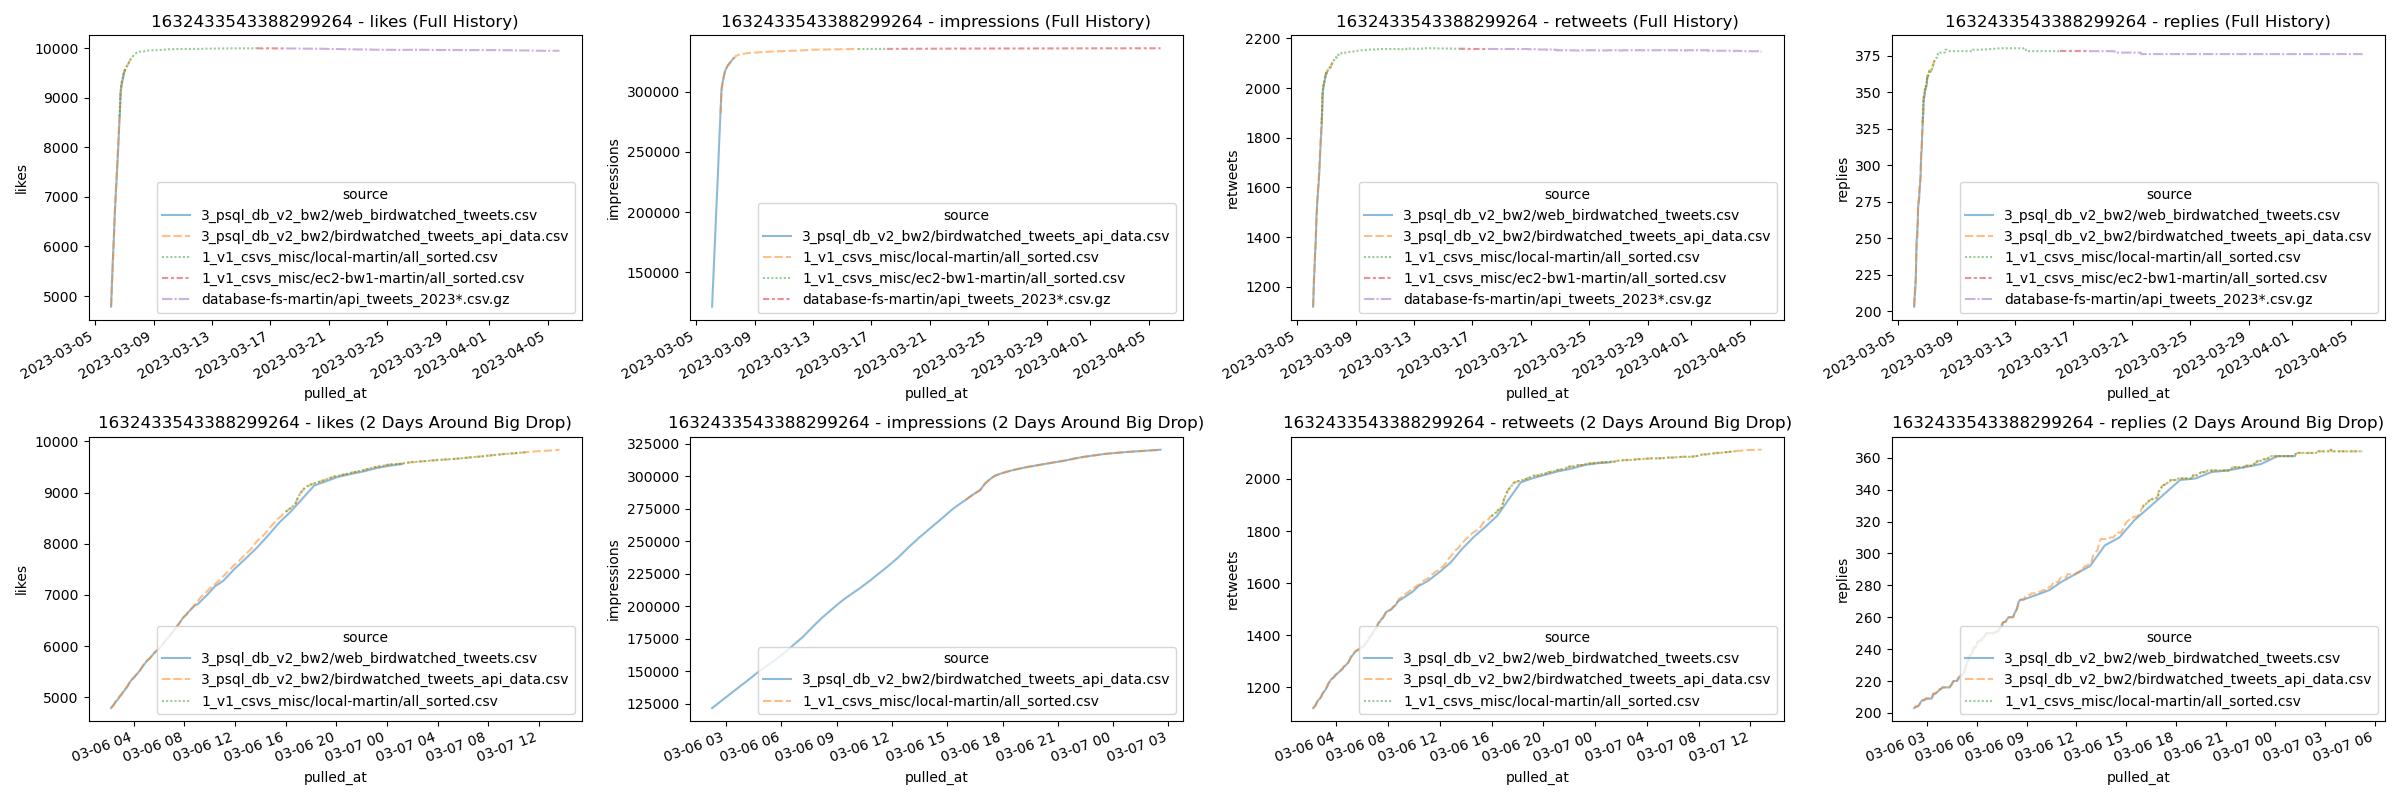 1632433543388299264 - likes (Full History)
likes
10000
9000
8000
7000
6000
5000
source
3_psql_db_v2_bw2/web_birdwatched_tweets.csv
3_psql_db_v2_bw2/birdwatched_tweets_api_data.csv
1_v1_csvs_misc/local-martin/all_sorted.csv
1_v1_csvs_misc/ec2-bw1-martin/all_sorted.csv
database-fs-martin/api_tweets_2023*.csv.gz
2023-03-05
2023-03-09
2023-03-13
2023-03-17
2023-03-21
2023-03-25
2023-03-29
2023-04-01
2023-04-05
pulled_at
1632433543388299264 - impressions (Full History)
impressions
300000
250000
200000
150000
source
3_psql_db_v2_bw2/birdwatched_tweets_api_data.csv
1_v1_csvs_misc/local-martin/all_sorted.csv
1_v1_csvs_misc/ec2-bw1-martin/all_sorted.csv
database-fs-martin/api_tweets_2023*.csv.gz
2023-03-05
2023-03-09
2023-03-13
2023-03-17
2023-03-21
2023-03-25
2023-03-29
2023-04-01
2023-04-05
pulled_at
1632433543388299264 - retweets (Full History)
retweets
2200
2000
1800
1600
1400
1200
source
3_psql_db_v2_bw2/web_birdwatched_tweets.csv
3_psql_db_v2_bw2/birdwatched_tweets_api_data.csv
1_v1_csvs_misc/local-martin/all_sorted.csv
1_v1_csvs_misc/ec2-bw1-martin/all_sorted.csv
database-fs-martin/api_tweets_2023*.csv.gz
2023-03-05
2023-03-09
2023-03-13
2023-03-17
2023-03-21
2023-03-25
2023-03-29
2023-04-01
2023-04-05
pulled_at
1632433543388299264 - replies (Full History)
replies
375
350
325
300
275
250
225
200
source
3_psql_db_v2_bw2/web_birdwatched_tweets.csv
3_psql_db_v2_bw2/birdwatched_tweets_api_data.csv
1_v1_csvs_misc/local-martin/all_sorted.csv
1_v1_csvs_misc/ec2-bw1-martin/all_sorted.csv
database-fs-martin/api_tweets_2023*.csv.gz
2023-03-05
2023-03-09
2023-03-13
2023-03-17
2023-03-21
2023-03-25
2023-03-29
2023-04-01
2023-04-05
pulled_at
1632433543388299264 - likes (2 Days Around Big Drop)
likes
10000
9000
8000
7000
6000
5000
source
3_psql_db_v2_bw2/web_birdwatched_tweets.csv
3_psql_db_v2_bw2/birdwatched_tweets_api_data.csv
1_v1_csvs_misc/local-martin/all_sorted.csv
03-06 04
03-06 08
03-06 12
03-06 16
03-06 20
03-07 00
03-07 04
03-07 08
03-07 12
pulled_at
1632433543388299264 - impressions (2 Days Around Big Drop)
impressions
325000
300000
275000
250000
225000
200000
175000
150000
125000
source
3_psql_db_v2_bw2/birdwatched_tweets_api_data.csv
1_v1_csvs_misc/local-martin/all_sorted.csv
03-06 03
03-06 06
03-06 09
03-06 12
03-06 15
03-06 18
03-06 21
03-07 00
03-07 03
pulled_at
1632433543388299264 - retweets (2 Days Around Big Drop)
retweets
2000
1800
1600
1400
1200
source
3_psql_db_v2_bw2/web_birdwatched_tweets.csv
3_psql_db_v2_bw2/birdwatched_tweets_api_data.csv
1_v1_csvs_misc/local-martin/all_sorted.csv
03-06 04
03-06 08
03-06 12
03-06 16
03-06 20
03-07 00
03-07 04
03-07 08
03-07 12
pulled_at
1632433543388299264 - replies (2 Days Around Big Drop)
replies
360
340
320
300
280
260
240
220
200
source
3_psql_db_v2_bw2/web_birdwatched_tweets.csv
3_psql_db_v2_bw2/birdwatched_tweets_api_data.csv
1_v1_csvs_misc/local-martin/all_sorted.csv
03-06 03
03-06 06
03-06 09
03-06 12
03-06 15
03-06 18
03-06 21
03-07 00
03-07 03
03-07 06
pulled_at